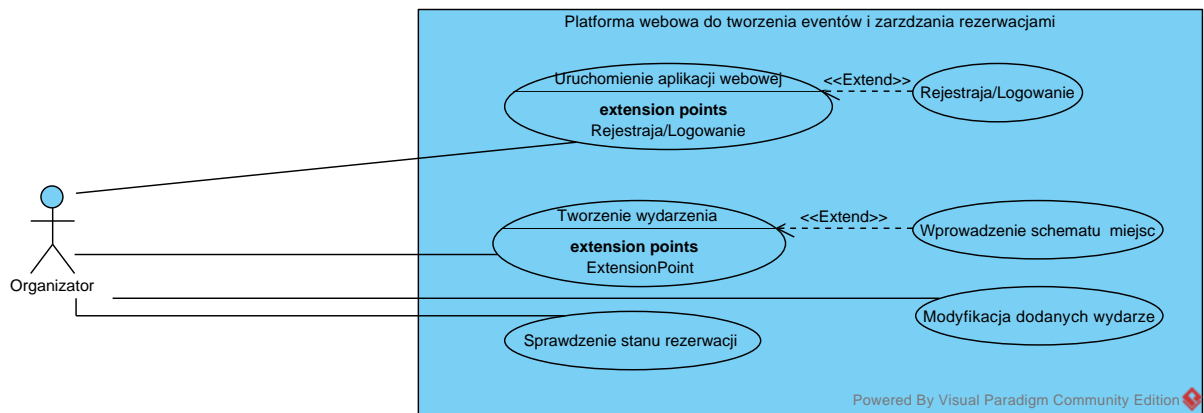 Platforma webowa do tworzenia eventów i zarzdzania rezerwacjami
Uruchomienie aplikacji webowej
<<Extend>>
Rejestraja/Logowanie
extension points
Rejestraja/Logowanie
Tworzenie wydarzenia
<<Extend>>
Wprowadzenie schematu miejsc
extension points
ExtensionPoint
Organizator
Modyfikacja dodanych wydarze
Sprawdzenie stanu rezerwacji
Powered By Visual Paradigm Community Edition